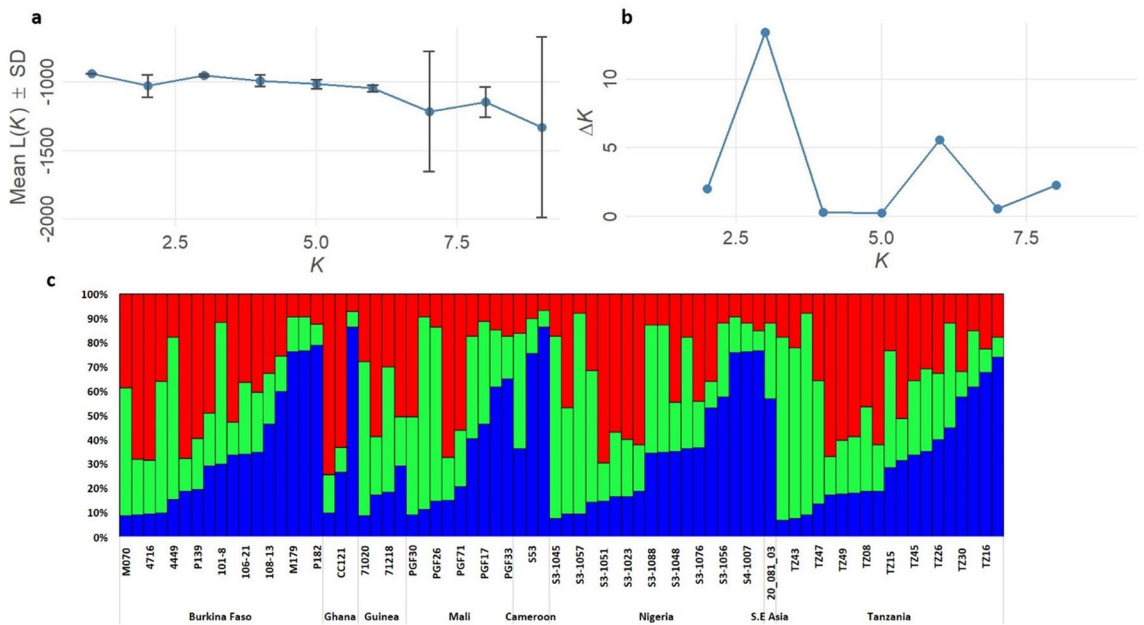 a
Mean L(K) ± SD
-1000
-1500
-2000
2.5
5.0
7.5
K
b
ΔK
10
5
0
2.5
5.0
7.5
K
c
100%
90%
80%
70%
60%
50%
40%
30%
20%
10%
0%
M070
4716
4449
P139
101-8
106-21
108-13
M179
P182
CC121
71020
71218
PGF30
PGF26
PGF71
PGF17
PGF33
S53
S3-1045
S3-1057
S3-1051
S3-1023
S3-1088
S3-1048
S3-1076
S3-1056
S4-1007
20_081_03
TZ43
TZ47
TZ49
TZ08
TZ15
TZ45
TZ26
TZ30
TZ16
Burkina Faso Ghana Guinea Mali Cameroon Nigeria S.E Asia Tanzania